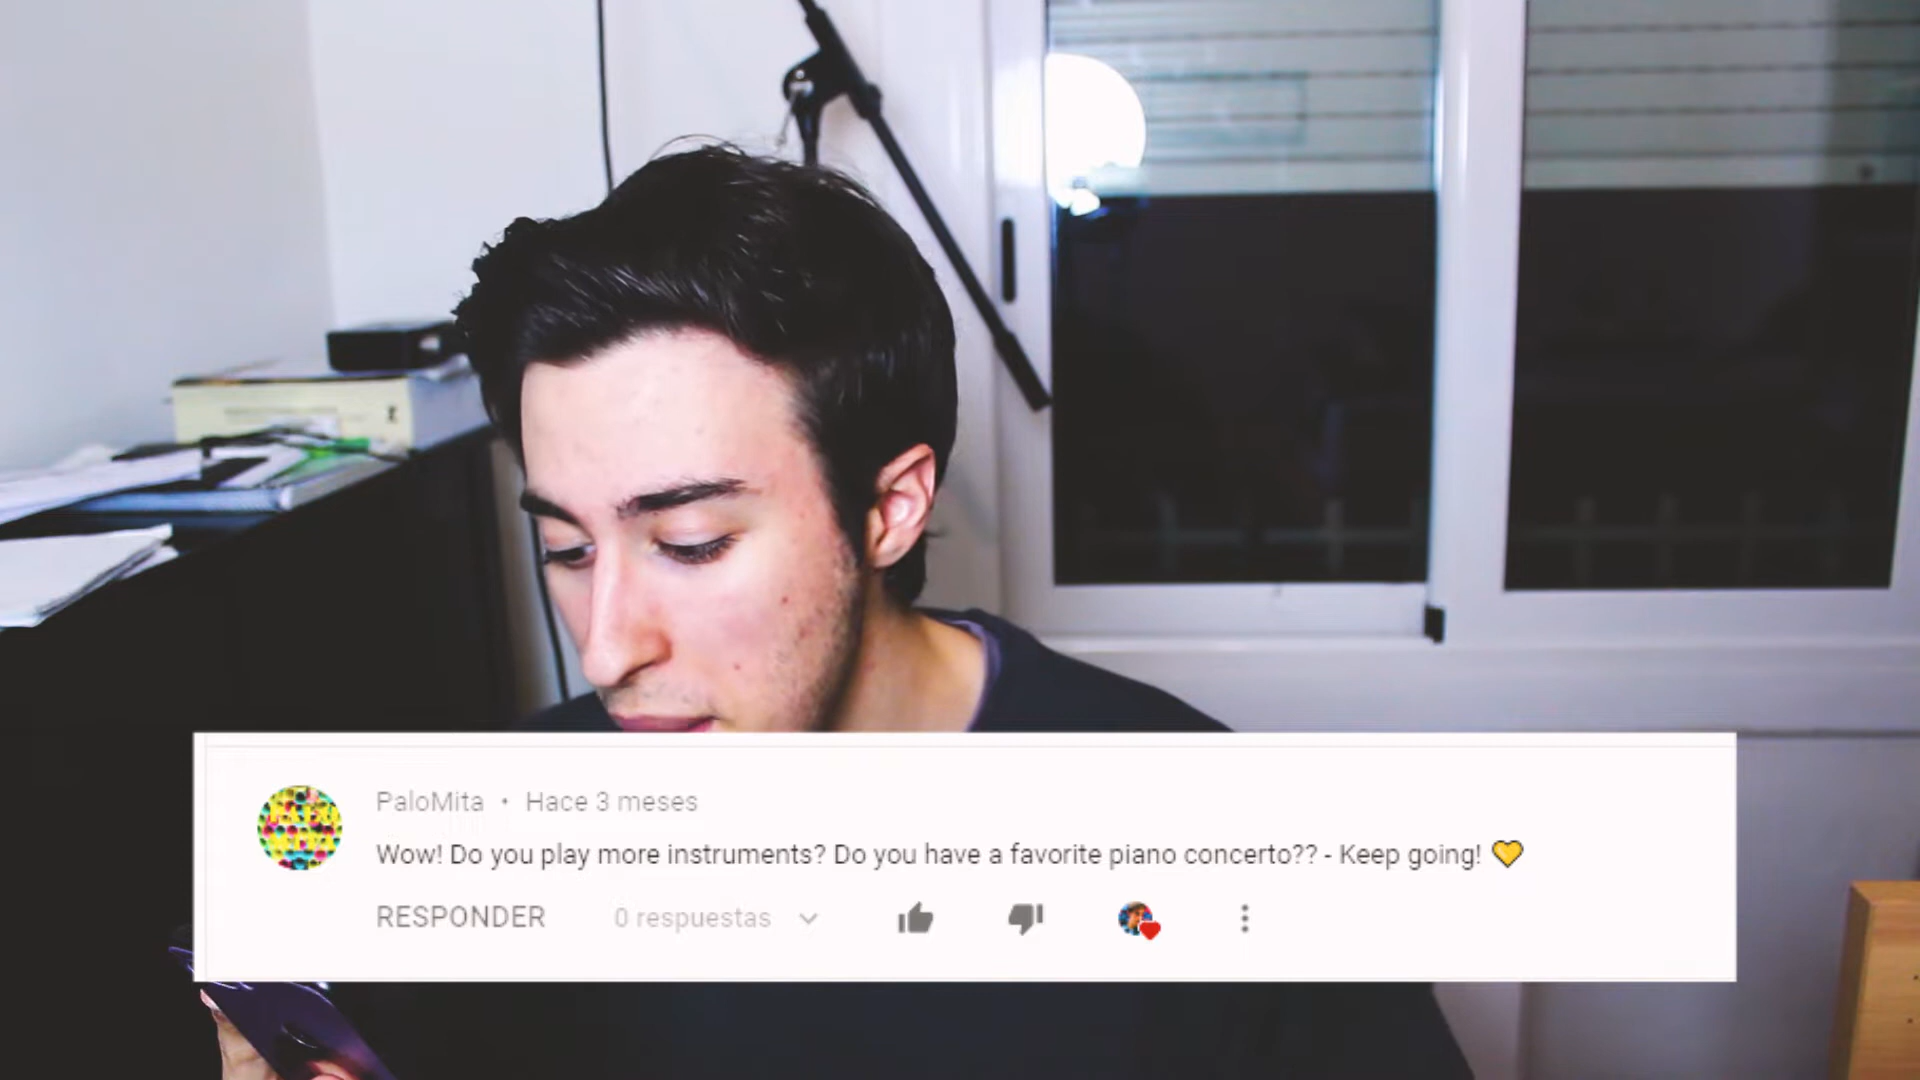 PaloMita • Hace 3 meses
Wow! Do you play more instruments? Do you have a favorite piano concerto?? - Keep going! 💛
RESPONDER 0 respuestas